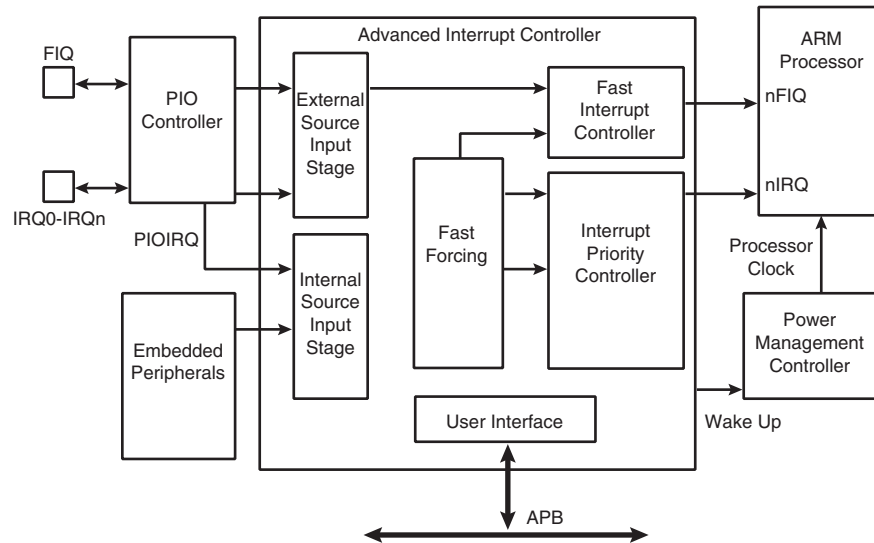 Advanced Interrupt Controller
FIQ
PIO
Controller
IRQ0-IRQn
PIOIRQ
Embedded
Peripherals
External
Source
Input
Stage
Internal
Source
Input
Stage
Fast
Forcing
Fast
Interrupt
Controller
Interrupt
Priority
Controller
User Interface
APB
ARM
Processor
nFIQ
nIRQ
Processor
Clock
Power
Management
Controller
Wake Up